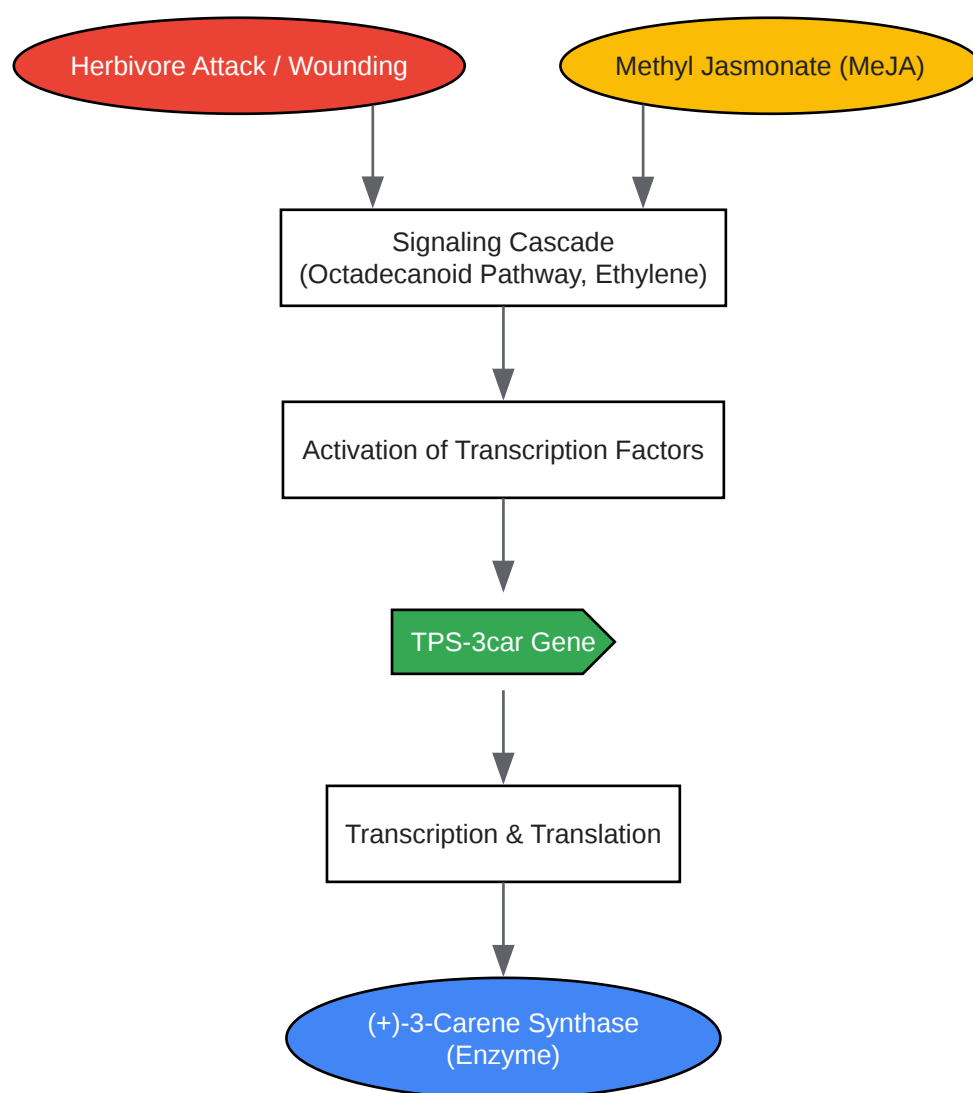 Herbivore Attack / Wounding
Methyl Jasmonate (MeJA)
Signaling Cascade
(Octadecanoid Pathway, Ethylene)
Activation of Transcription Factors
TPS-3car Gene
Transcription & Translation
(+)-3-Carene Synthase
(Enzyme)